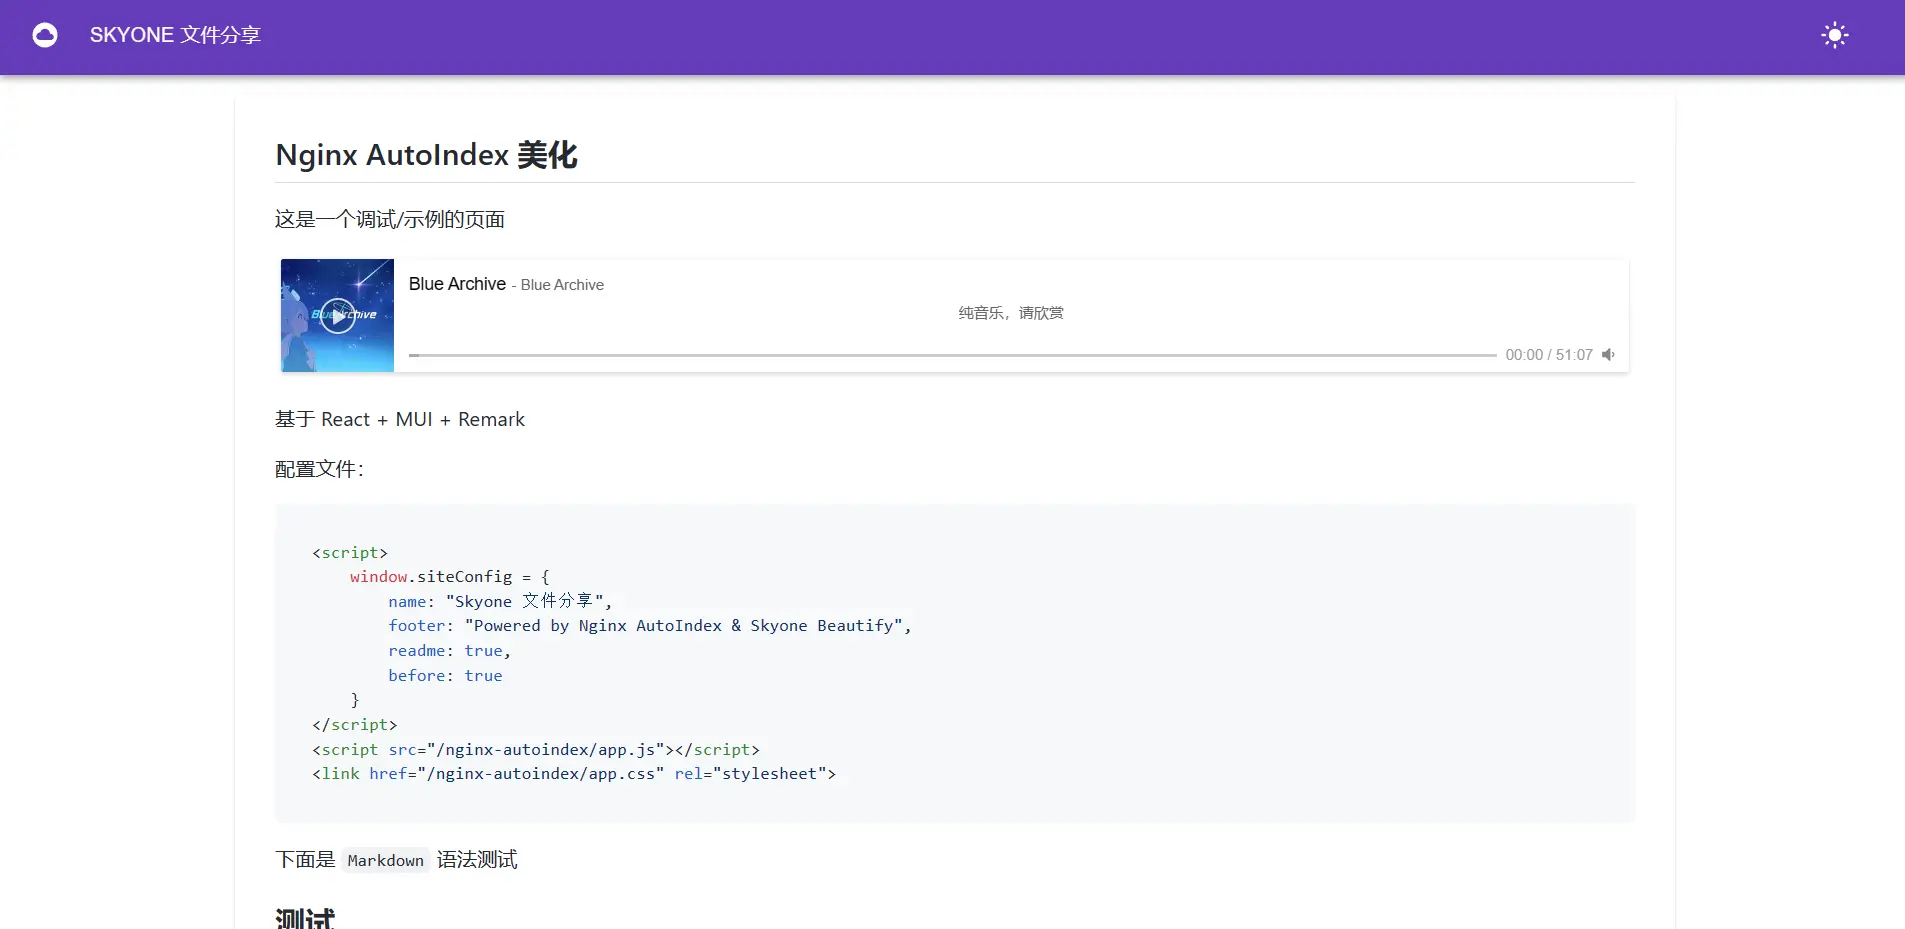 SKYONE 文件分享
Nginx AutoIndex 美化
这是一个调试/示例的页面
Blue Archive
Blue Archive - Blue Archive
纯音乐，请欣赏
00:00 / 51:07
基于 React + MUI + Remark
配置文件：
<script>
    window.siteConfig = {
        name: "Skyone 文件分享",
        footer: "Powered by Nginx AutoIndex & Skyone Beautify",
        readme: true,
        before: true
    }
</script>
<script src="/nginx-autoindex/app.js"></script>
<link href="/nginx-autoindex/app.css" rel="stylesheet">
下面是 Markdown 语法测试
测试